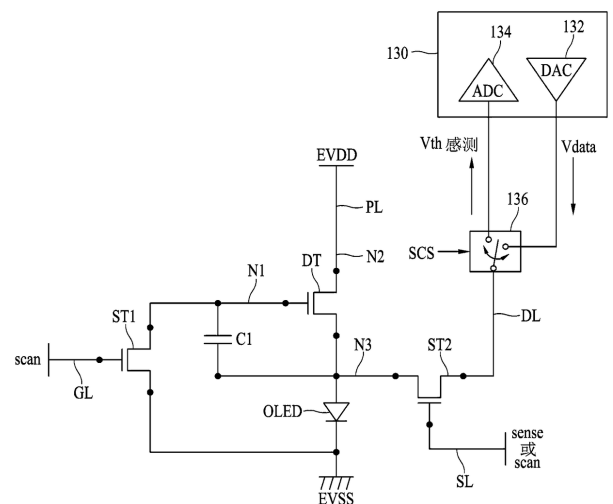 134
132
130
ADC
DAC
Vth 感测
Vdata
EVDD
136
PL
SCS
N2
DT
N1
ST1
DL
C1
N3
ST2
scan
GL
OLED
sense
或
scan
SL
EVSS